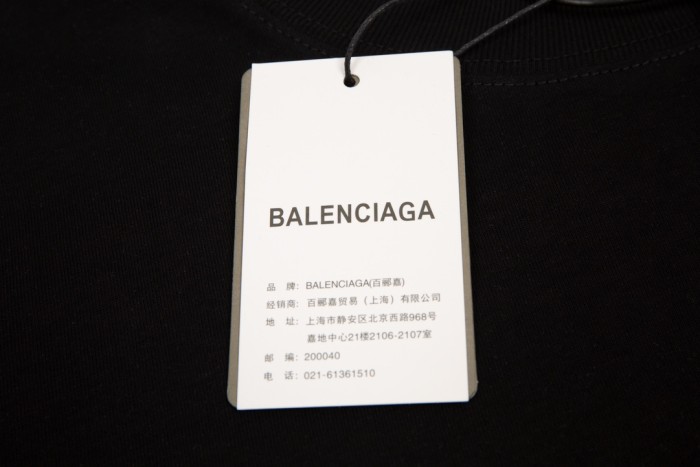 BALENCIAGA
品 牌: BALENCIAGA(百郦嘉)
经销商: 百郦嘉贸易（上海）有限公司
地 址: 上海市静安区北京西路968号
嘉地中心21楼2106-2107室
邮 编: 200040
电 话: 021-61361510